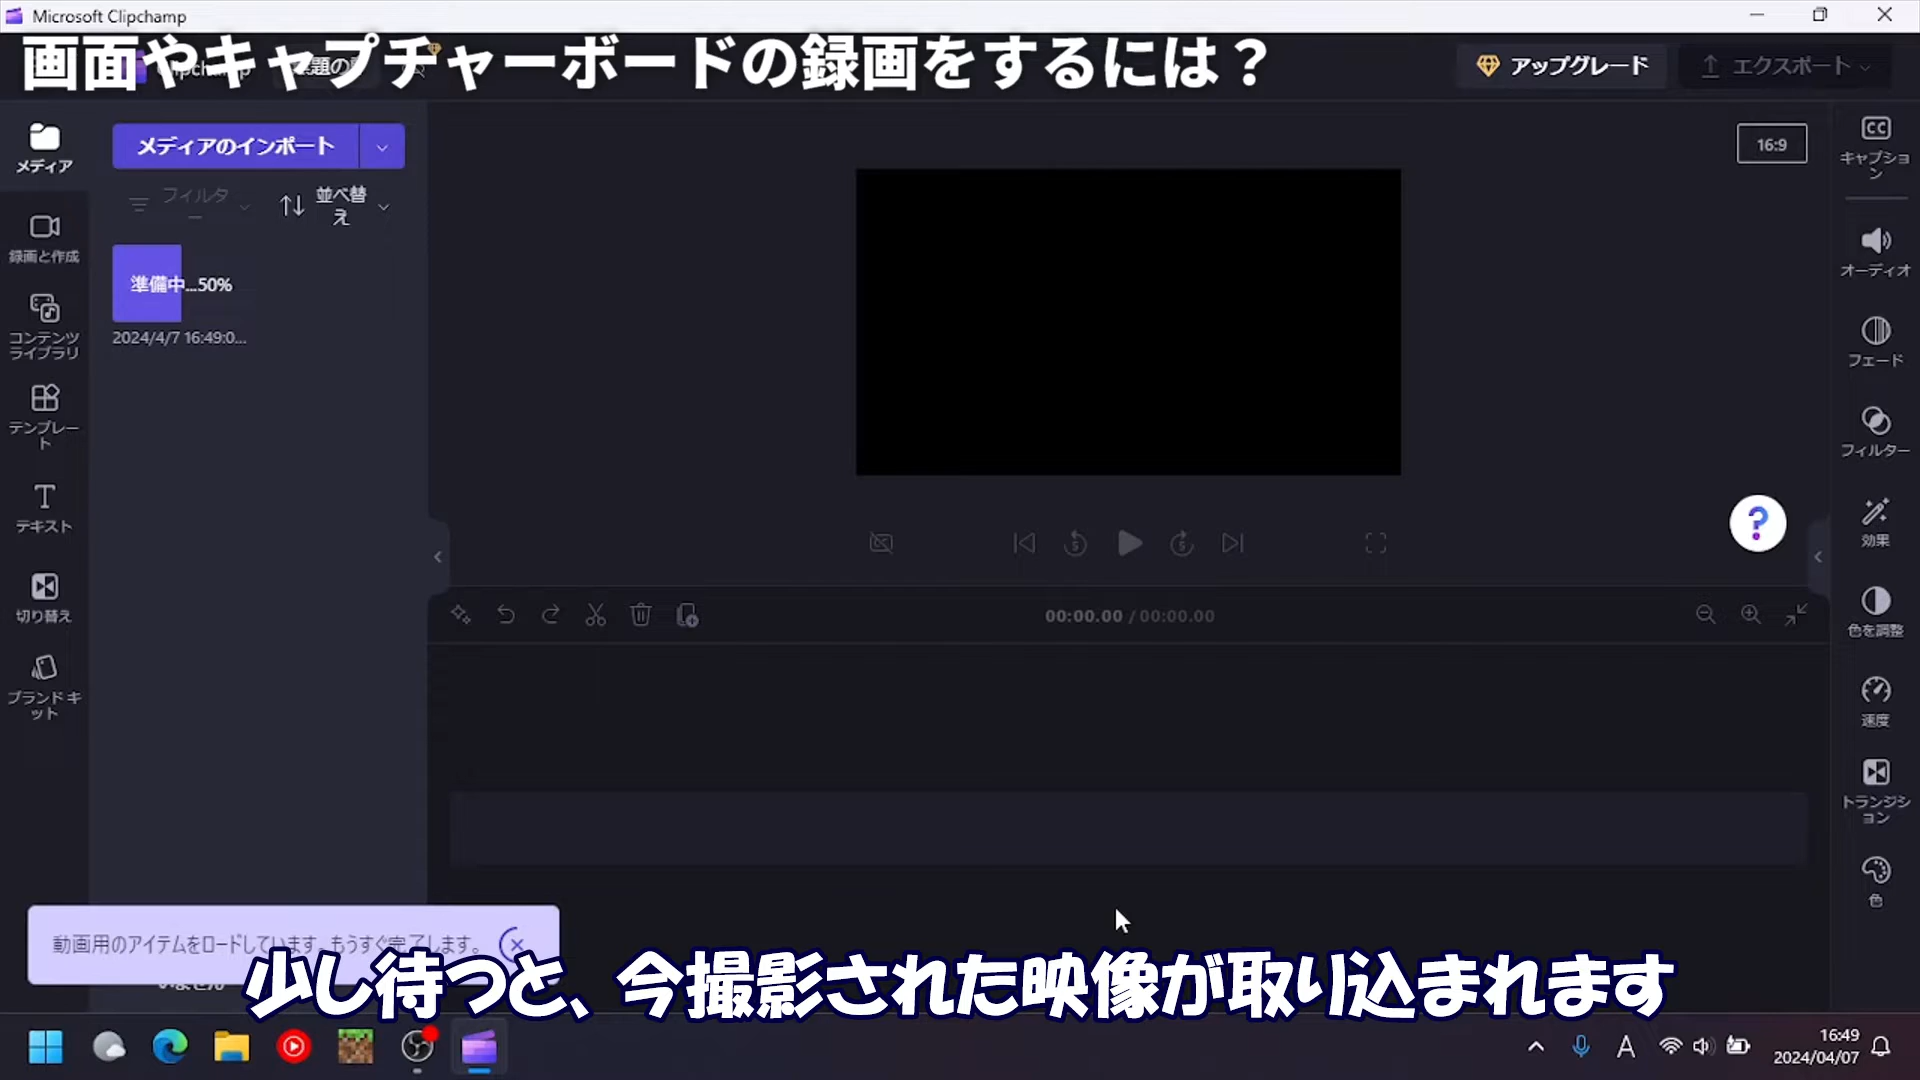 Microsoft Clipchamp
画面やキャプチャーボードの録画をするには？
アップグレード
エクスポート
メディア
録画と作成
コンテンツ
ライブラリ
テンプレー
ト
テキスト
切り替え
ブランド キ
ット
メディアのインポート
フィルタ
ー
並べ替
え
準備中...50%
2024/4/7 16:49:0...
16:9
00:00.00 / 00:00.00
CC
キャプショ
ン
オーディオ
フェード
フィルター
効果
色を調整
速度
トランジシ
ョン
色
動画用のアイテムをロードしています。もうすぐ完了します。
少し待つと、今撮影された映像が取り込まれます
A
16:49
2024/04/07